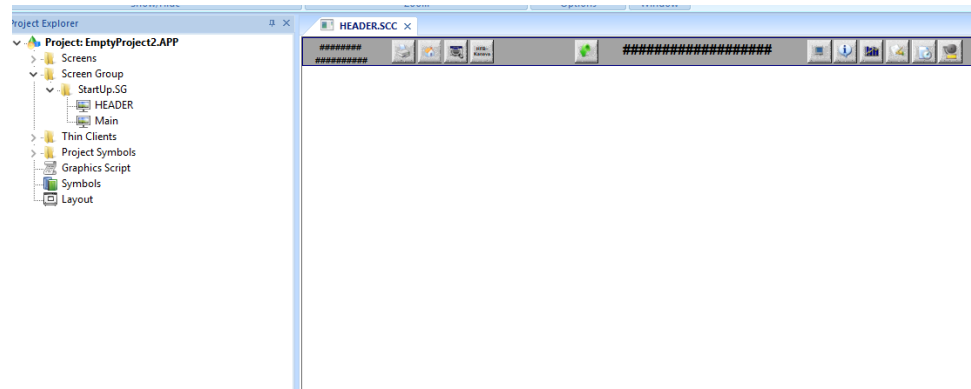 Project Explorer
HEADER.SCC
Project: EmptyProject2.APP
Screens
Screen Group
StartUp.SG
HEADER
Main
Thin Clients
Project Symbols
Graphics Script
Symbols
Layout
########
##########
###################